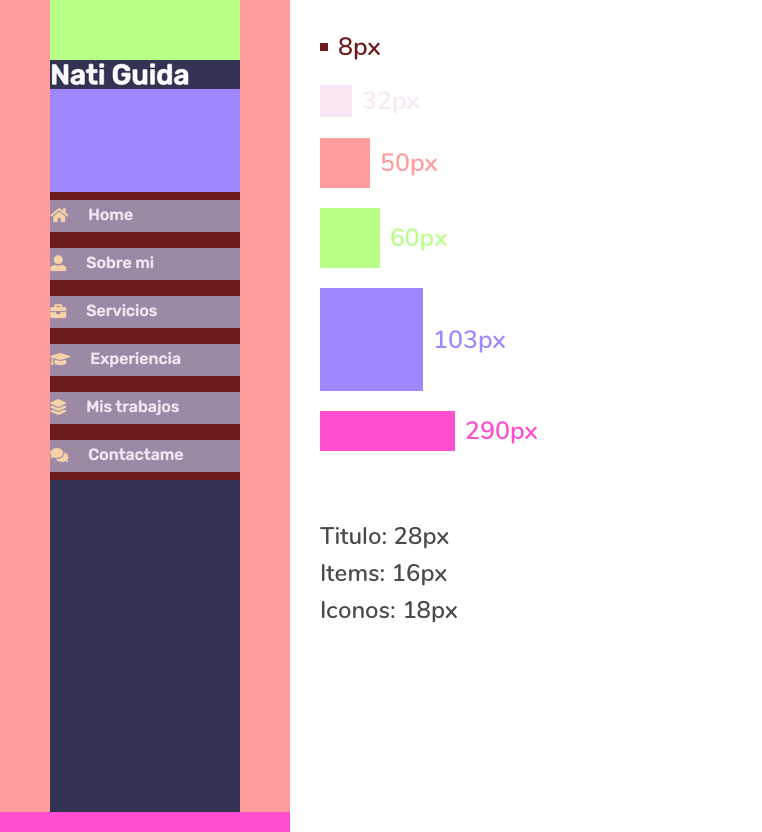 Nati Guida
Home
Sobre mi
Servicios
Experiencia
Mis trabajos
Contactame
8px
32px
50px
60px
103px
290px
Titulo: 28px
Items: 16px
Iconos: 18px